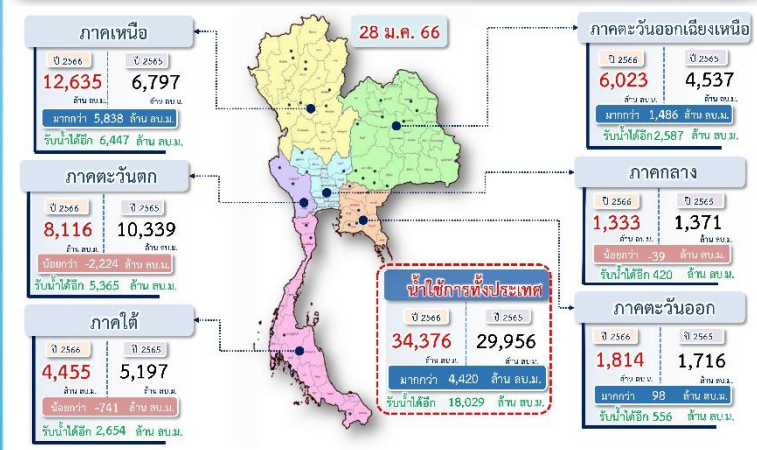 ภาคเหนือ
ปี 2566 ปี 2565
12,635 6,797
ล้าน ลบ.ม. ล้าน ลบ.ม.
มากกว่า 5,838 ล้าน ลบ.ม.
รับน้ำได้อีก 6,447 ล้าน ลบ.ม.
28 ม.ค. 66
ภาคตะวันออกเฉียงเหนือ
ปี 2566 ปี 2565
6,023 4,537
ล้าน ลบ.ม. ล้าน ลบ.ม.
มากกว่า 1,486 ล้าน ลบ.ม.
รับน้ำได้อีก 2,587 ล้าน ลบ.ม.
ภาคตะวันตก
ปี 2566 ปี 2565
8,116 10,339
ล้าน ลบ.ม. ล้าน ลบ.ม.
น้อยกว่า -2,224 ล้าน ลบ.ม.
รับน้ำได้อีก 5,365 ล้าน ลบ.ม.
ภาคกลาง
ปี 2566 ปี 2565
1,333 1,371
ล้าน ลบ.ม. ล้าน ลบ.ม.
น้อยกว่า -39 ล้าน ลบ.ม.
รับน้ำได้อีก 420 ล้าน ลบ.ม.
ภาคใต้
ปี 2566 ปี 2565
4,455 5,197
ล้าน ลบ.ม. ล้าน ลบ.ม.
น้อยกว่า -741 ล้าน ลบ.ม.
รับน้ำได้อีก 2,654 ล้าน ลบ.ม.
น้ำใช้การทั้งประเทศ
ปี 2566 ปี 2565
34,376 29,956
ล้าน ลบ.ม. ล้าน ลบ.ม.
มากกว่า 4,420 ล้าน ลบ.ม.
รับน้ำได้อีก 18,029 ล้าน ลบ.ม.
ภาคตะวันออก
ปี 2566 ปี 2565
1,814 1,716
ล้าน ลบ.ม. ล้าน ลบ.ม.
มากกว่า 98 ล้าน ลบ.ม.
รับน้ำได้อีก 556 ล้าน ลบ.ม.